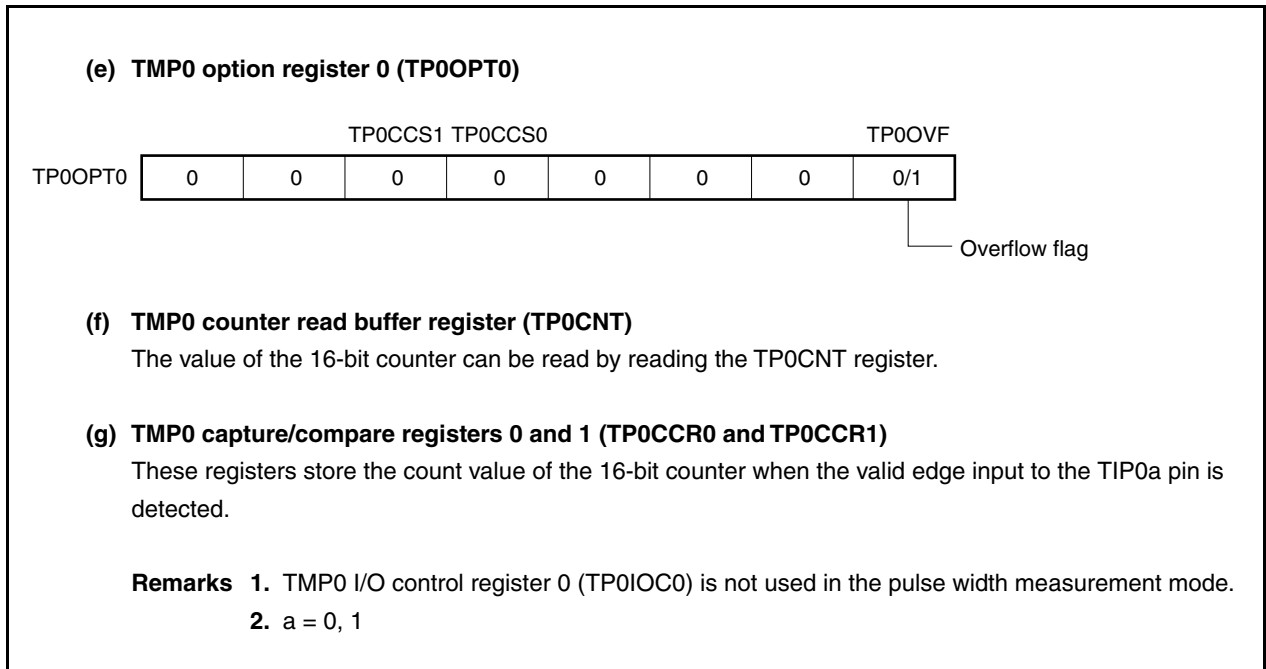 (e) TMP0 option register 0 (TP0OPT0)
TP0CCS1 TP0CCS0 TP0OVF
TP0OPT0 0 0 0 0 0 0 0 0/1
Overflow flag
(f) TMP0 counter read buffer register (TP0CNT)
The value of the 16-bit counter can be read by reading the TP0CNT register.
(g) TMP0 capture/compare registers 0 and 1 (TP0CCR0 and TP0CCR1)
These registers store the count value of the 16-bit counter when the valid edge input to the TIP0a pin is
detected.
Remarks 1. TMP0 I/O control register 0 (TP0IOC0) is not used in the pulse width measurement mode.
2. a = 0, 1